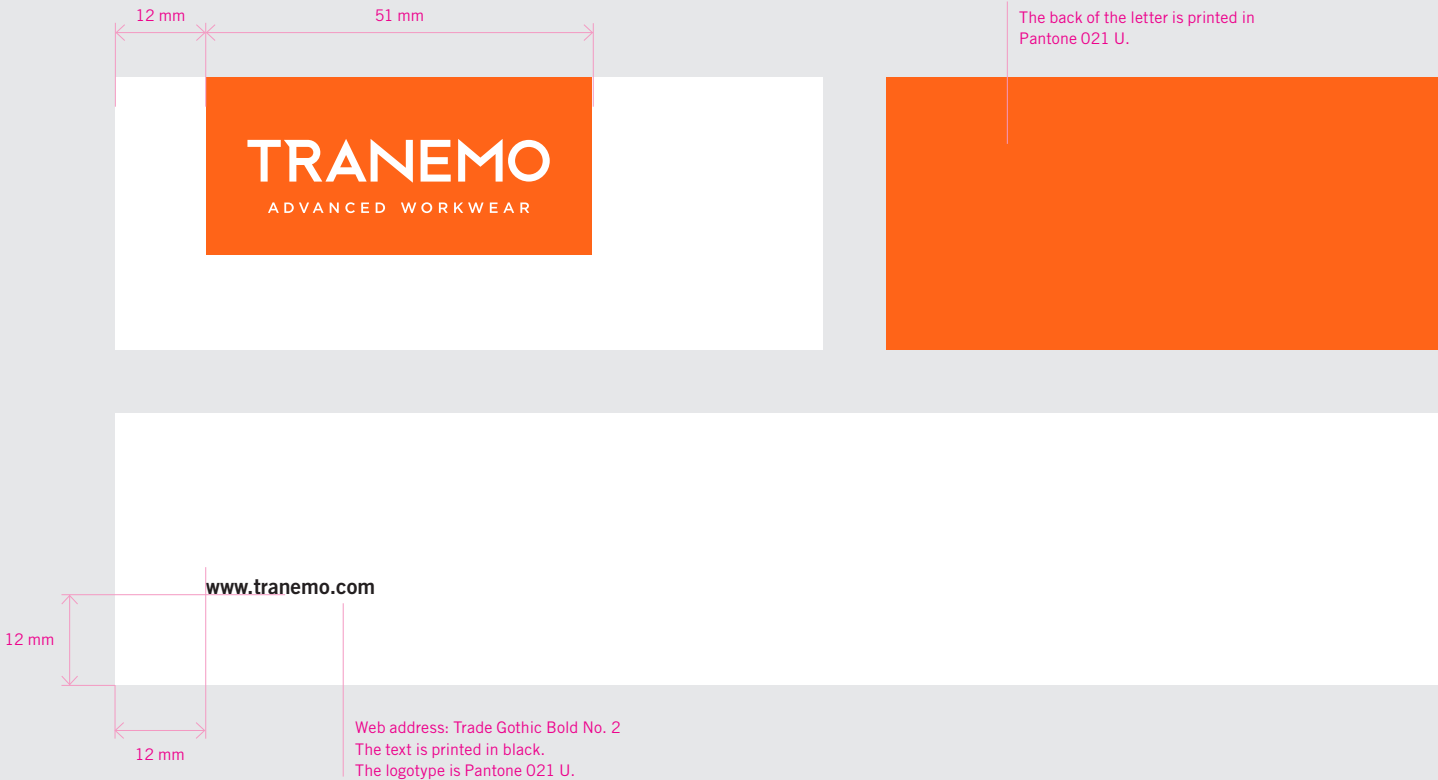 12 mm
51 mm
The back of the letter is printed in
Pantone 021 U.
TRANEMO
ADVANCED WORKWEAR
www.tranemo.com
12 mm
12 mm
Web address: Trade Gothic Bold No. 2
The text is printed in black.
The logotype is Pantone 021 U.